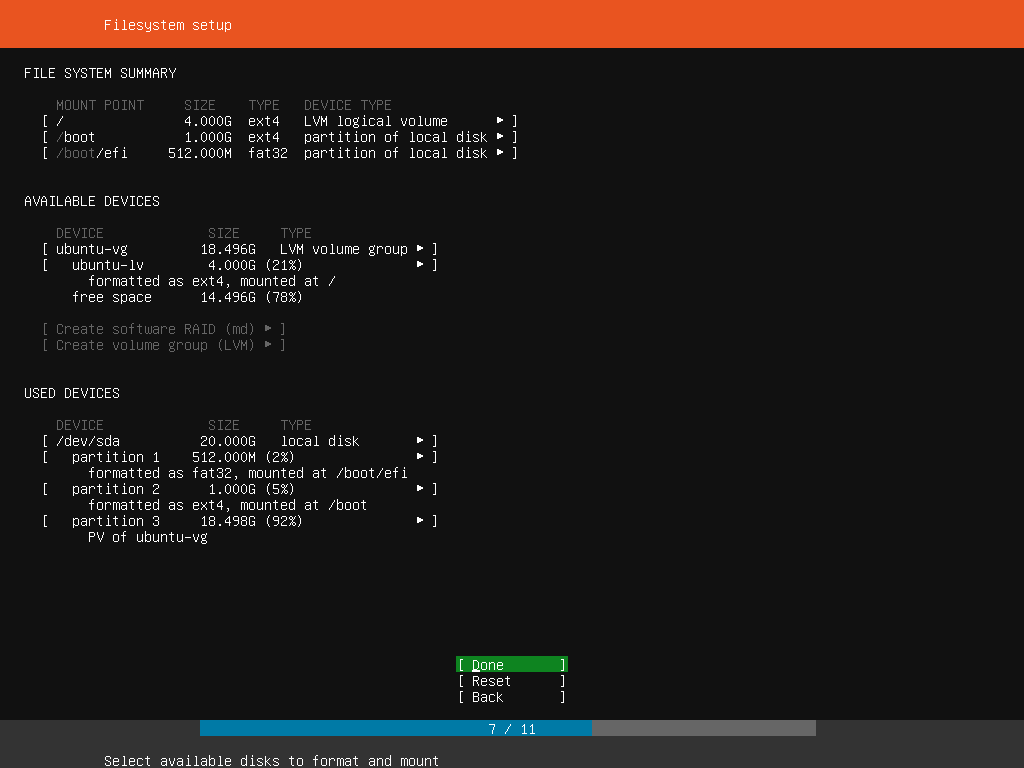 Filesystem setup
FILE SYSTEM SUMMARY
MOUNT POINT     SIZE    TYPE   DEVICE TYPE
[ /               4.000G  ext4   LVM logical volume      ▸ ]
[ /boot           1.000G  ext4   partition of local disk ▸ ]
[ /boot/efi     512.000M  fat32  partition of local disk ▸ ]
AVAILABLE DEVICES
DEVICE             SIZE     TYPE
[ ubuntu-vg         18.496G   LVM volume group ▸ ]
[   ubuntu-lv        4.000G (21%)              ▸ ]
formatted as ext4, mounted at /
free space      14.496G (78%)
[ Create software RAID (md) ▸ ]
[ Create volume group (LVM) ▸ ]
USED DEVICES
DEVICE             SIZE     TYPE
[ /dev/sda          20.000G   local disk       ▸ ]
[   partition 1    512.000M (2%)               ▸ ]
formatted as fat32, mounted at /boot/efi
[   partition 2      1.000G (5%)               ▸ ]
formatted as ext4, mounted at /boot
[   partition 3     18.498G (92%)              ▸ ]
PV of ubuntu-vg
[ Done       ]
[ Reset      ]
[ Back       ]
7 / 11
Select available disks to format and mount